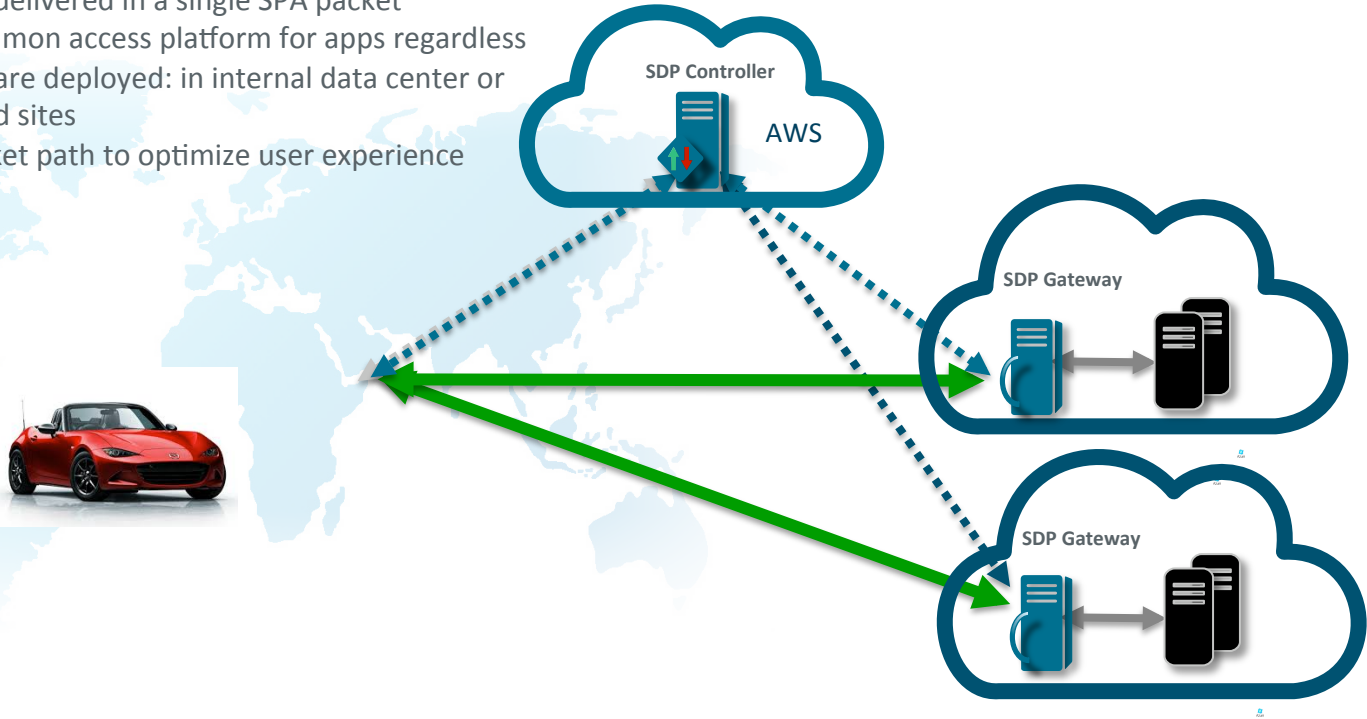 delivered in a single SPA packet
mon access platform for apps regardless
are deployed: in internal data center or
d sites
ket path to optimize user experience
SDP Controller
AWS
SDP Gateway
SDP Gateway